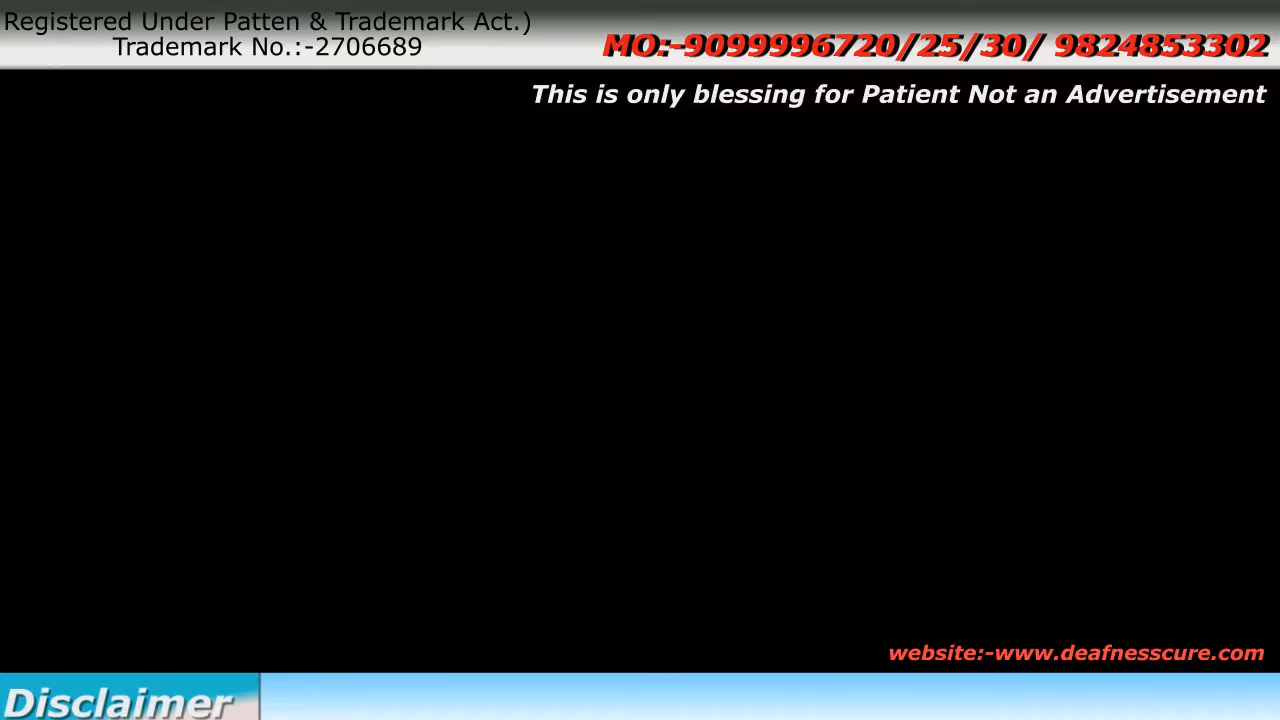 Registered Under Patten & Trademark Act.)
Trademark No.:-2706689
MO:-9099996720/25/30/ 9824853302
This is only blessing for Patient Not an Advertisement
website:-www.deafnesscure.com
Disclaimer